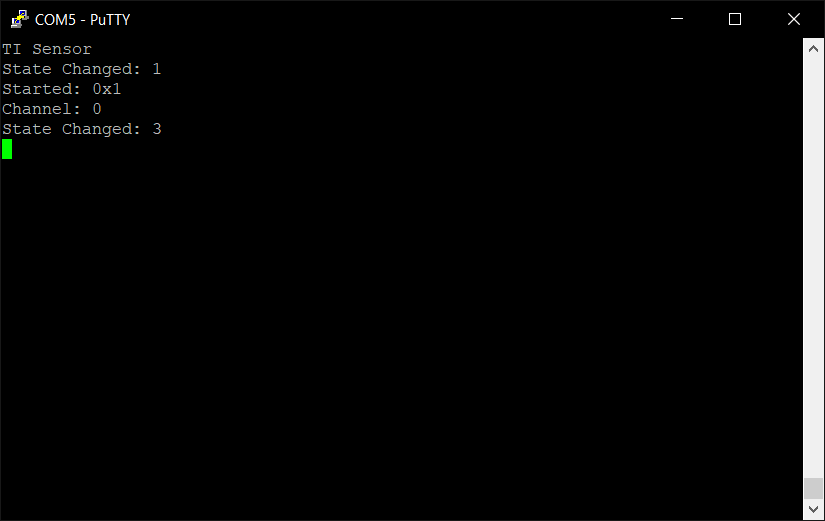 COM5 - PuTTY
TI Sensor
State Changed: 1
Started: 0x1
Channel: 0
State Changed: 3